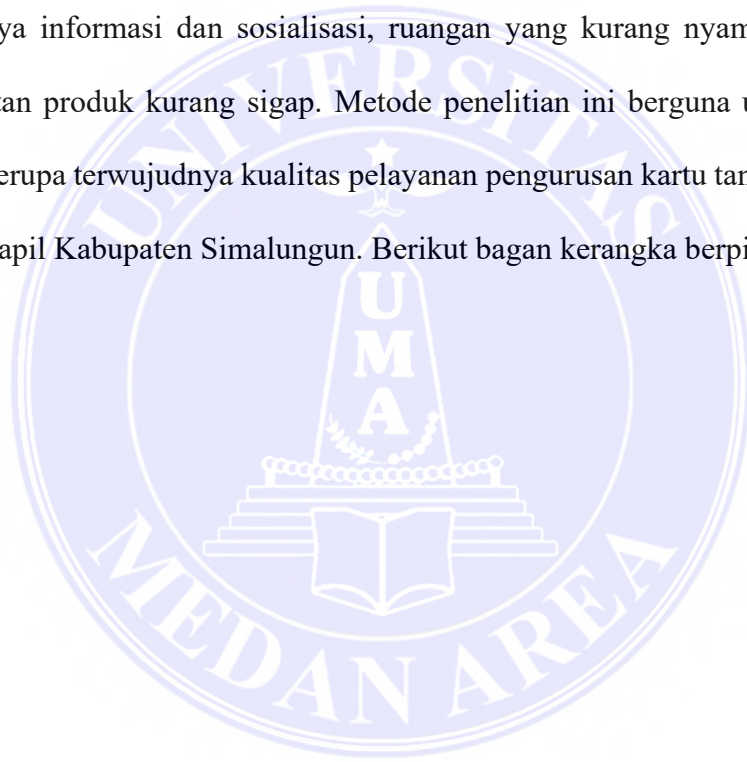 ya informasi dan sosialisasi, ruangan yang kurang nyam
tan produk kurang sigap. Metode penelitian ini berguna u
erupa terwujudnya kualitas pelayanan pengurusan kartu tan
apil Kabupaten Simalungun. Berikut bagan kerangka berpi
UNIVERSITAS
UMA
MEDAN AREA